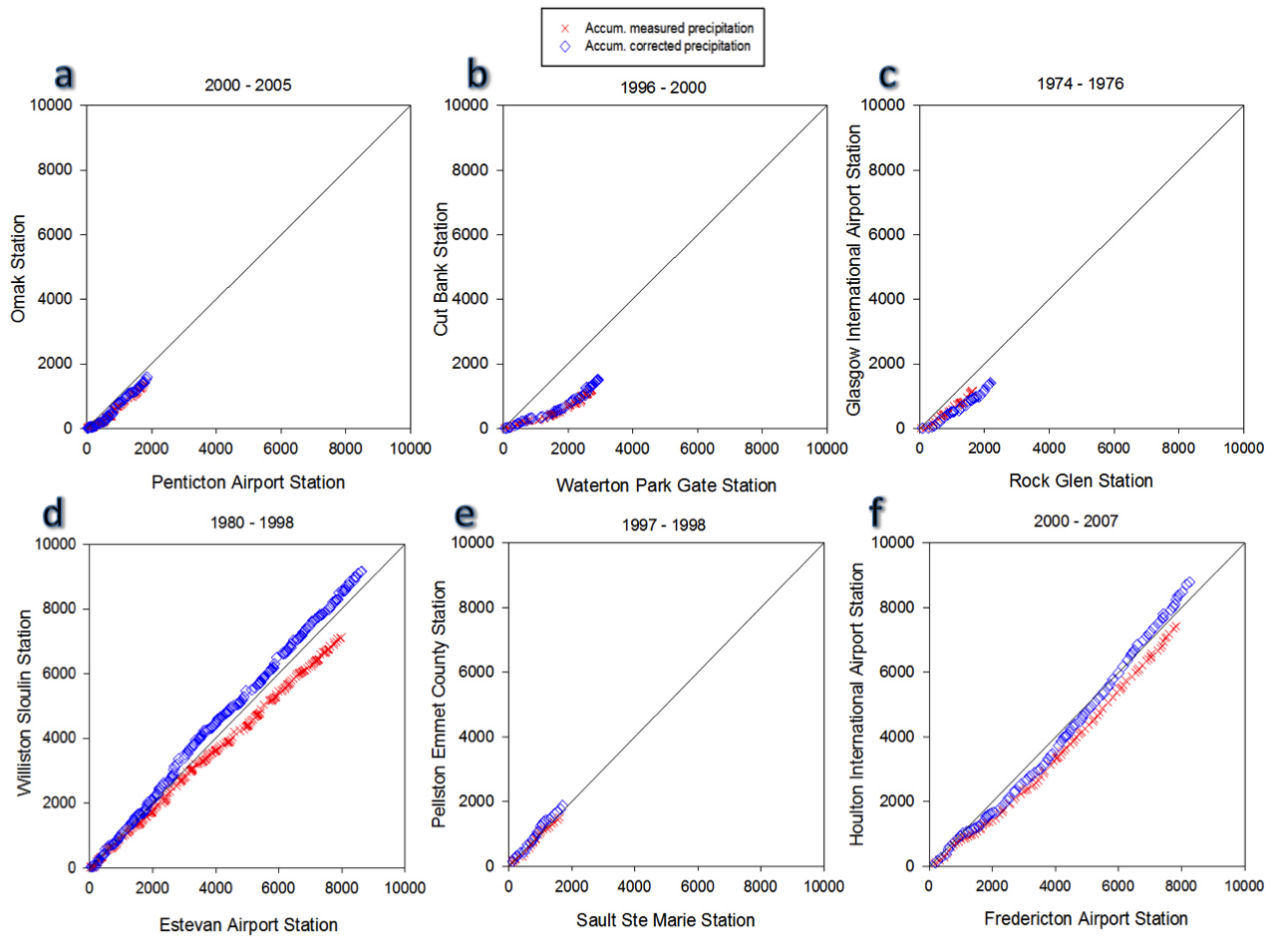 Accum. measured precipitation
Accum. corrected precipitation
a
2000 - 2005
10000
8000
6000
4000
2000
0
Omak Station
0 2000 4000 6000 8000 10000
Penticton Airport Station
b
1996 - 2000
10000
8000
6000
4000
2000
0
Cut Bank Station
0 2000 4000 6000 8000 10000
Waterton Park Gate Station
c
1974 - 1976
10000
8000
6000
4000
2000
0
Glasgow International Airport Station
0 2000 4000 6000 8000 10000
Rock Glen Station
d
1980 - 1998
10000
8000
6000
4000
2000
0
Williston Sloulin Station
0 2000 4000 6000 8000 10000
Estevan Airport Station
e
1997 - 1998
10000
8000
6000
4000
2000
0
Pellston Emmet County Station
0 2000 4000 6000 8000 10000
Sault Ste Marie Station
f
2000 - 2007
10000
8000
6000
4000
2000
0
Houlton International Airport Station
0 2000 4000 6000 8000 10000
Fredericton Airport Station